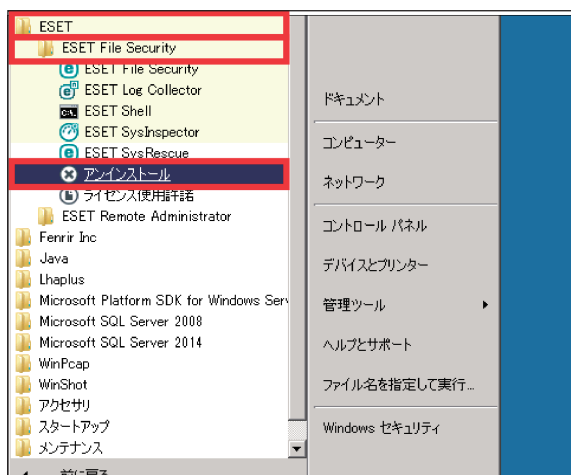 ESET
ESET File Security
ESET File Security
ESET Log Collector
ESET Shell
ESET SysInspector
ESET SysRescue
アンインストール
ライセンス使用許諾
ESET Remote Administrator
Fenrir Inc
Java
Lhaplus
Microsoft Platform SDK for Windows Serv
Microsoft SQL Server 2008
Microsoft SQL Server 2014
WinPcap
WinShot
アクセサリ
スタートアップ
メンテナンス
前に戻る
ドキュメント
コンピューター
ネットワーク
コントロール パネル
デバイスとプリンター
管理ツール
ヘルプとサポート
ファイル名を指定して実行...
Windows セキュリティ